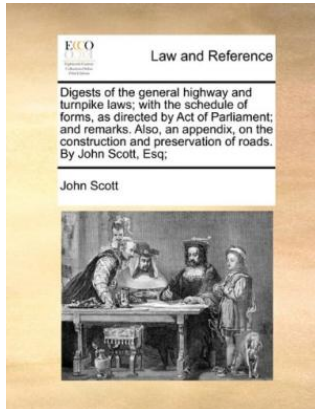 ECCO
Law and Reference
Digests of the general highway and
turnpike laws; with the schedule of
forms, as directed by Act of Parliament;
and remarks. Also, an appendix, on the
construction and preservation of roads.
By John Scott, Esq;
John Scott